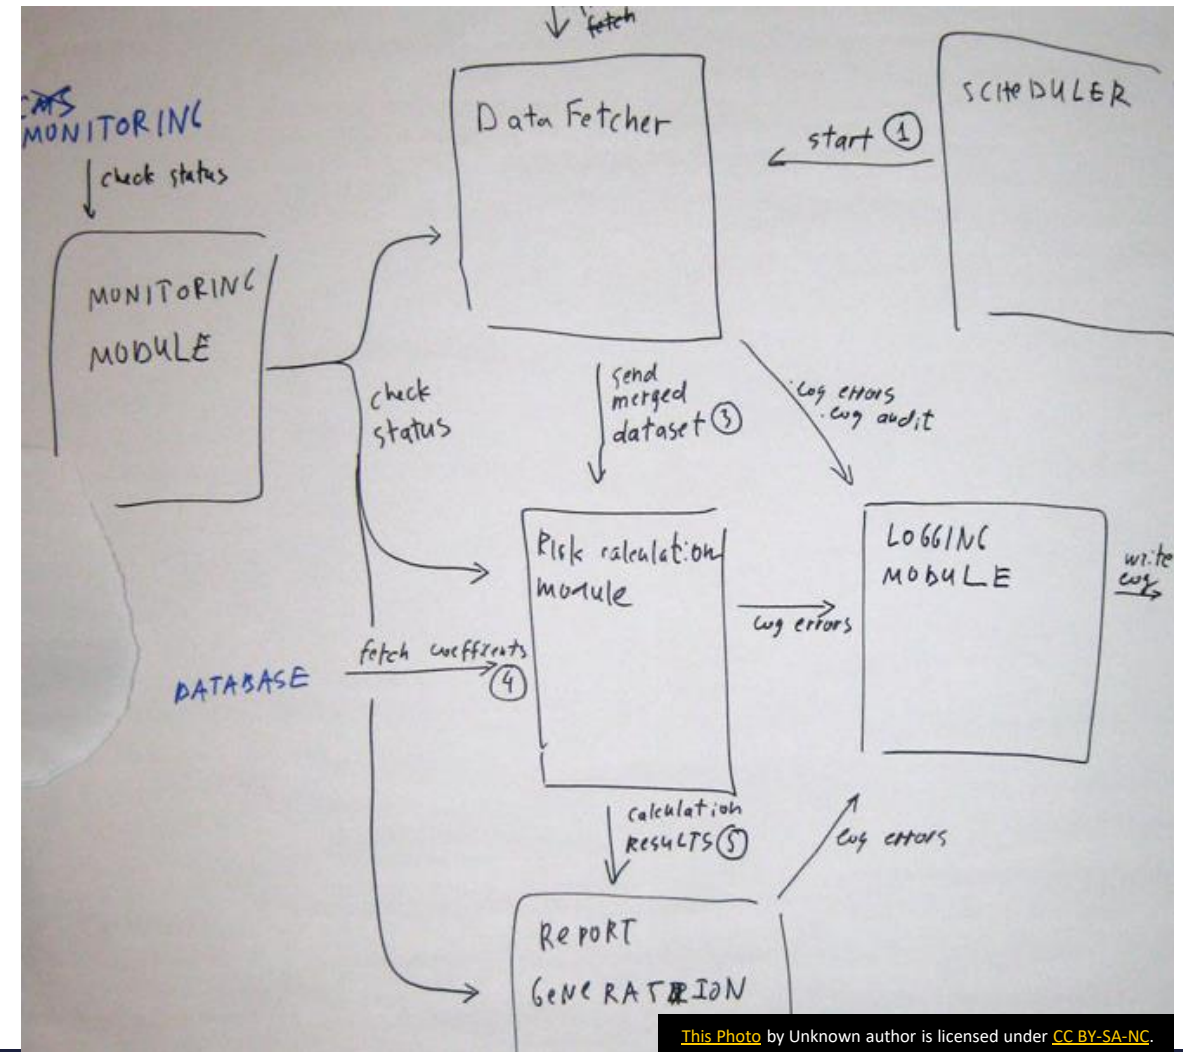 fetch
Data Fetcher
SCHEDULER
start 1
MONITORING
check status
MONITORING
MODULE
check
status
send
merged
dataset 3
log errors
log audit
Risk calculation
module
LOGGING
MODULE
write
log
log errors
fetch coeffients
4
DATABASE
calculation
RESULTS 5
log errors
REPORT
GENERATION
This Photo by Unknown author is licensed under CC BY-SA-NC.